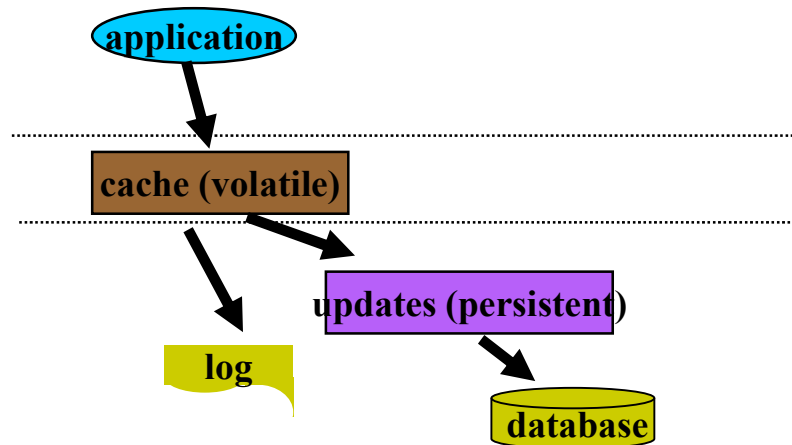 application
cache (volatile)
updates (persistent)
log
database